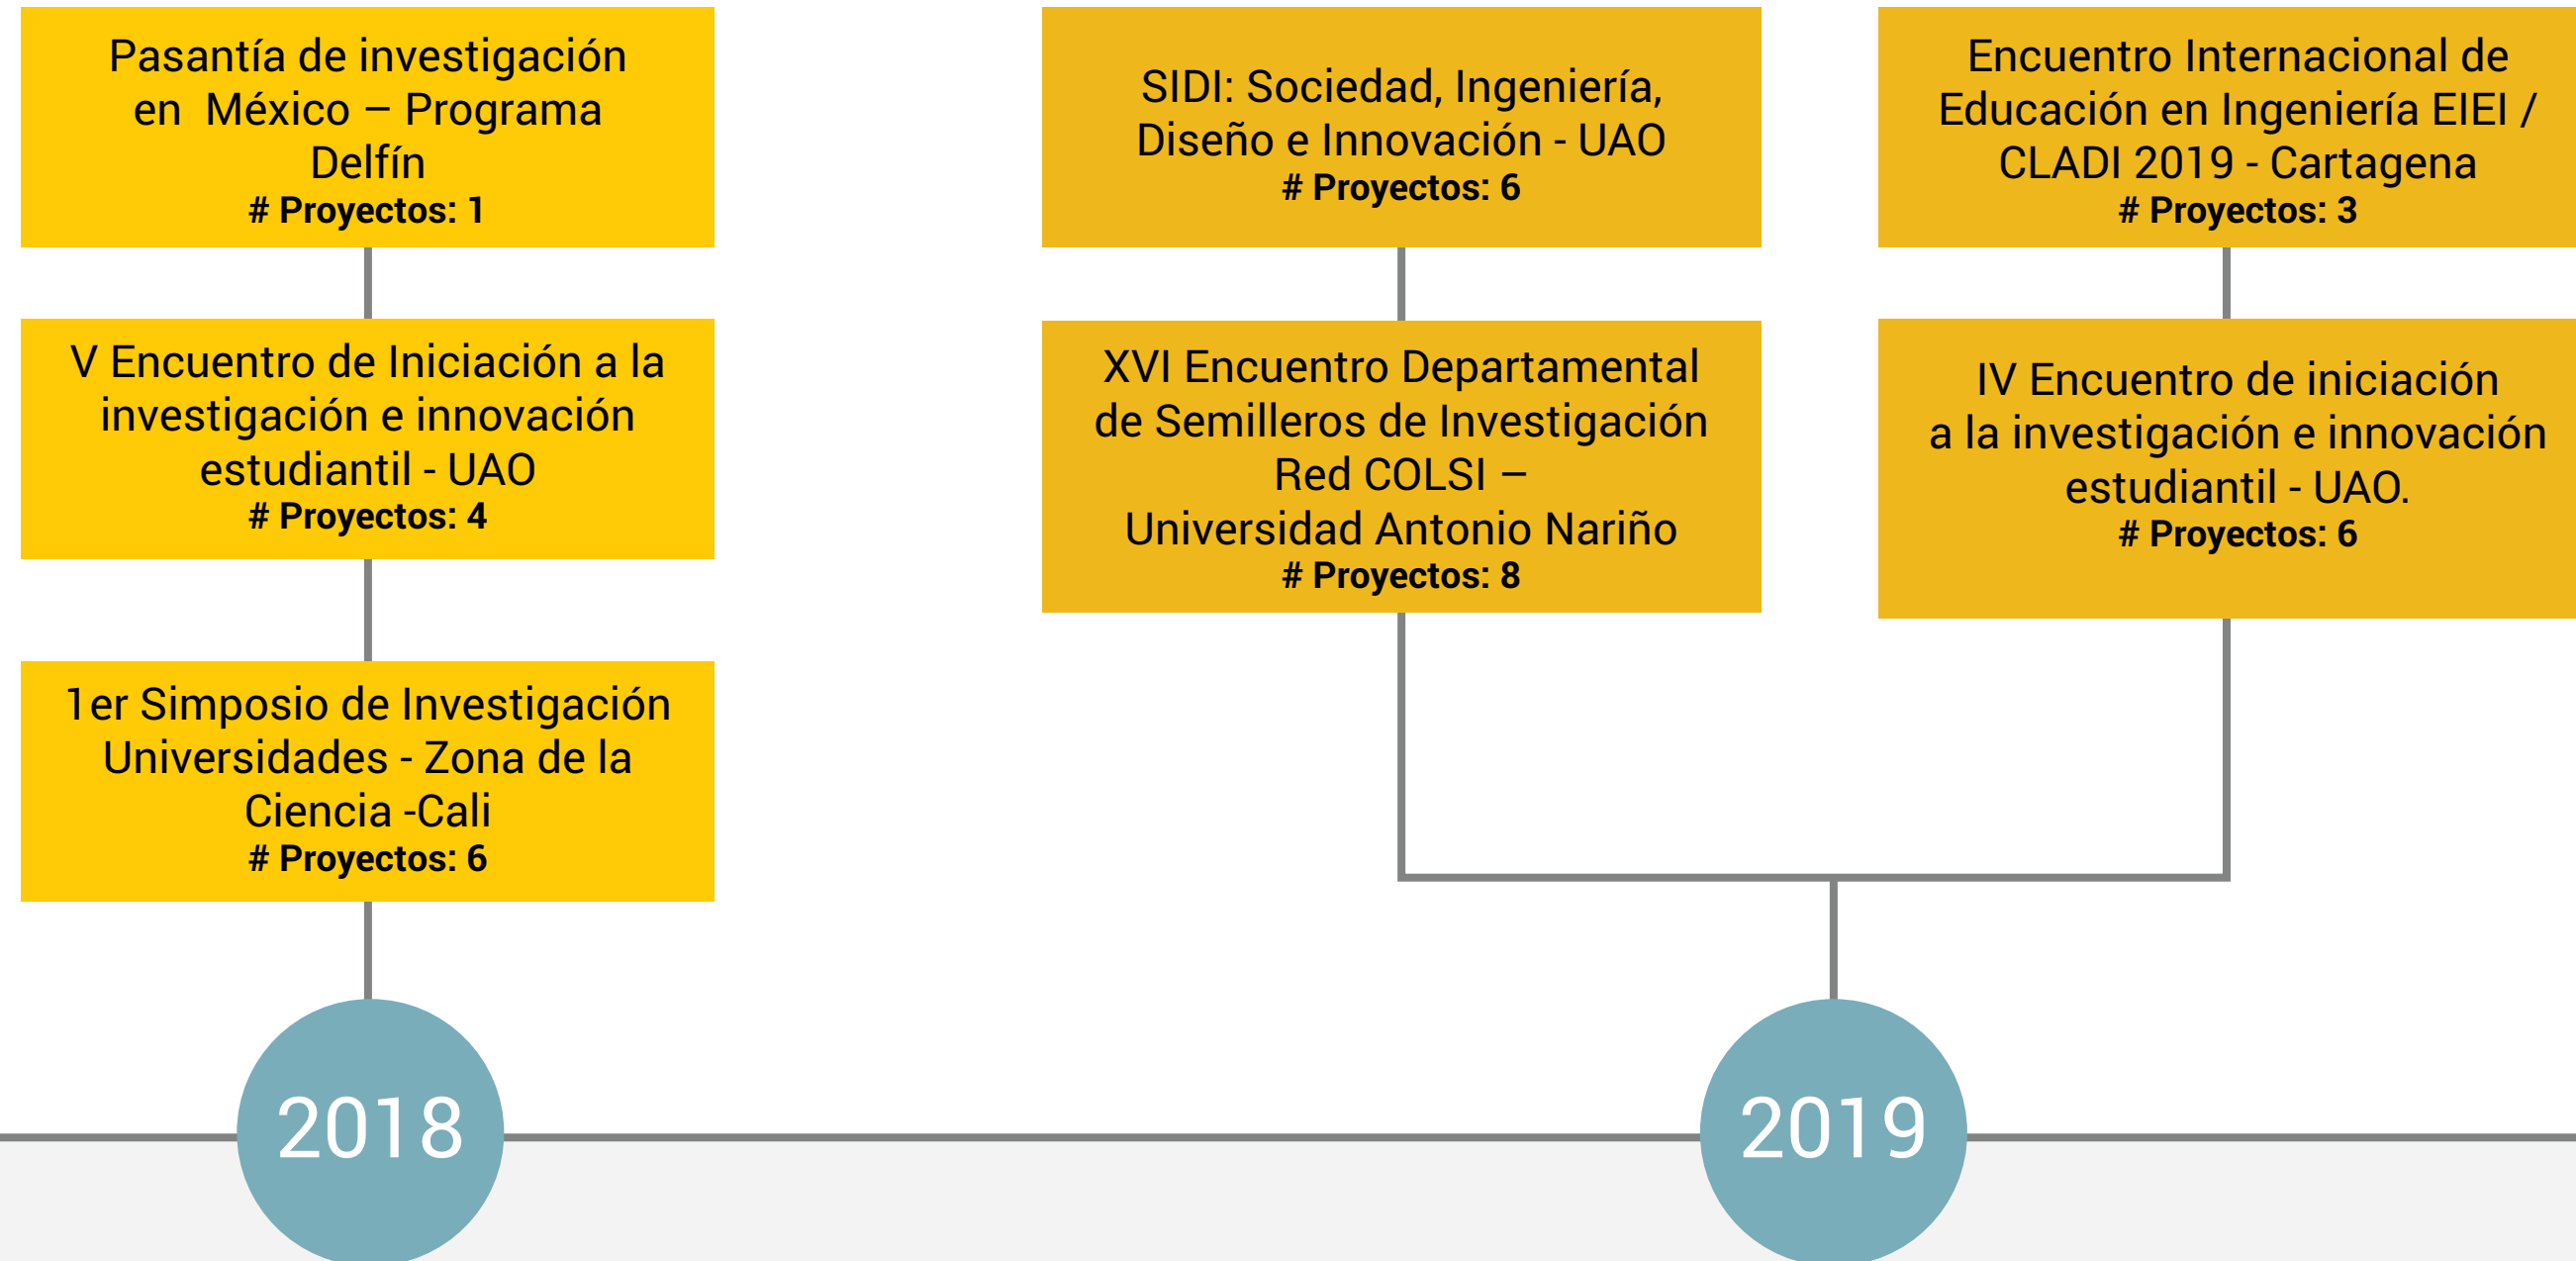 Pasantía de investigación
en  México – Programa
Delfín
# Proyectos: 1
V Encuentro de Iniciación a la
investigación e innovación
estudiantil - UAO
# Proyectos: 4
1er Simposio de Investigación
Universidades - Zona de la
Ciencia -Cali
# Proyectos: 6
2018
SIDI: Sociedad, Ingeniería,
Diseño e Innovación - UAO
# Proyectos: 6
XVI Encuentro Departamental
de Semilleros de Investigación
Red COLSI –
Universidad Antonio Nariño
# Proyectos: 8
Encuentro Internacional de
Educación en Ingeniería EIEI /
CLADI 2019 - Cartagena
# Proyectos: 3
IV Encuentro de iniciación
a la investigación e innovación
estudiantil - UAO.
# Proyectos: 6
2019